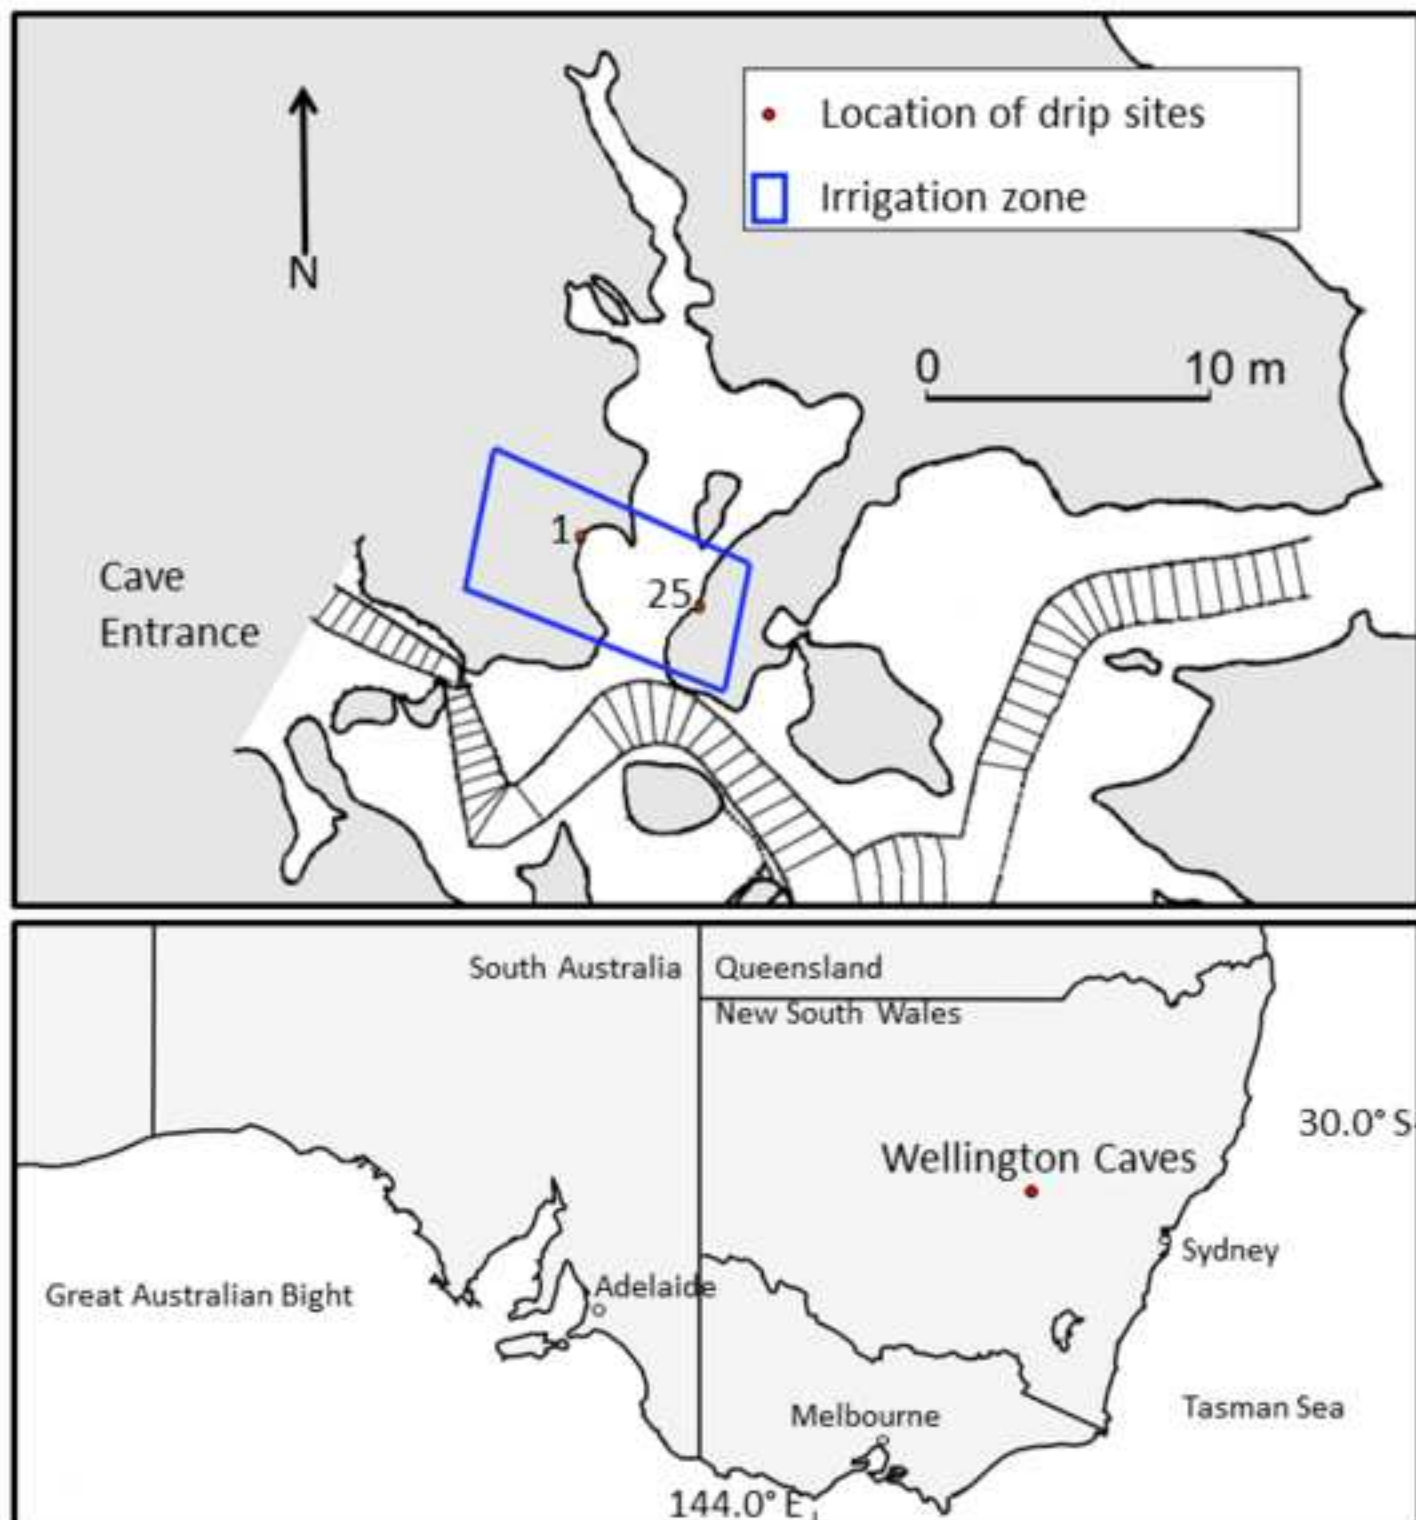 Location of drip sites
Irrigation zone
N
0 10 m
1
25
Cave
Entrance
South Australia
Queensland
New South Wales
30.0° S
Wellington Caves
Sydney
Great Australian Bight
Adelaide
Melbourne
Tasman Sea
144.0° E